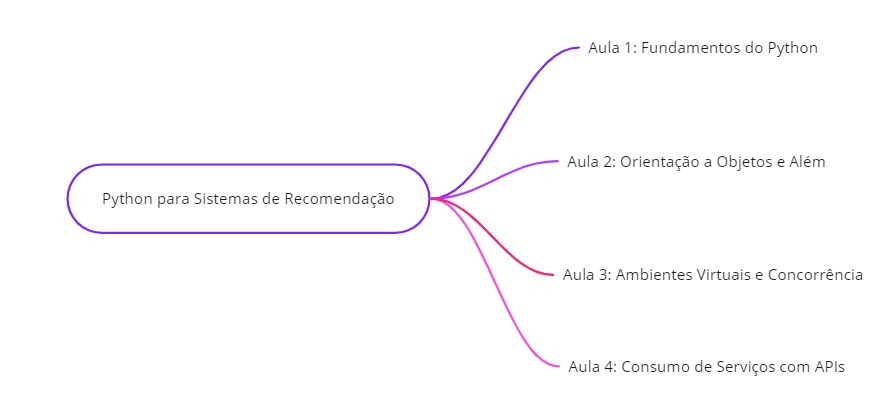 Python para Sistemas de Recomendação
Aula 1: Fundamentos do Python
Aula 2: Orientação a Objetos e Além
Aula 3: Ambientes Virtuais e Concorrência
Aula 4: Consumo de Serviços com APIs